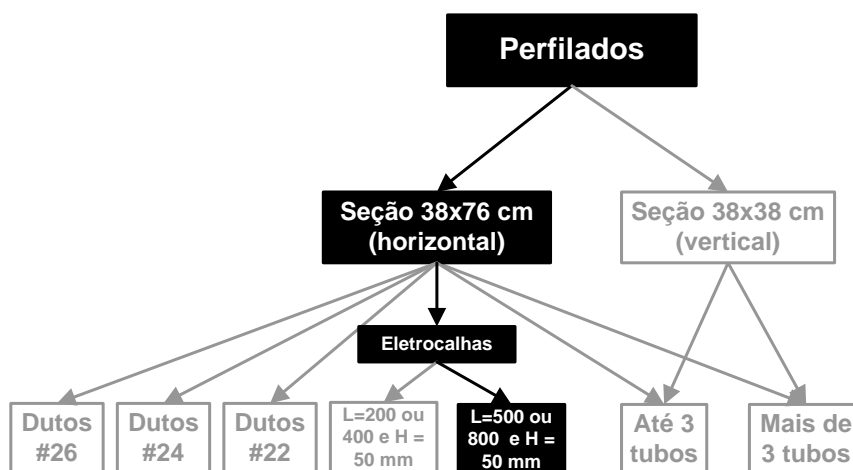 Perfilados
Seção 38x76 cm
(horizontal)
Seção 38x38 cm
(vertical)
Eletrocalhas
Dutos
#26
Dutos
#24
Dutos
#22
L=200 ou
400 e H =
50 mm
L=500 ou
800 e H =
50 mm
Até 3
tubos
Mais de
3 tubos